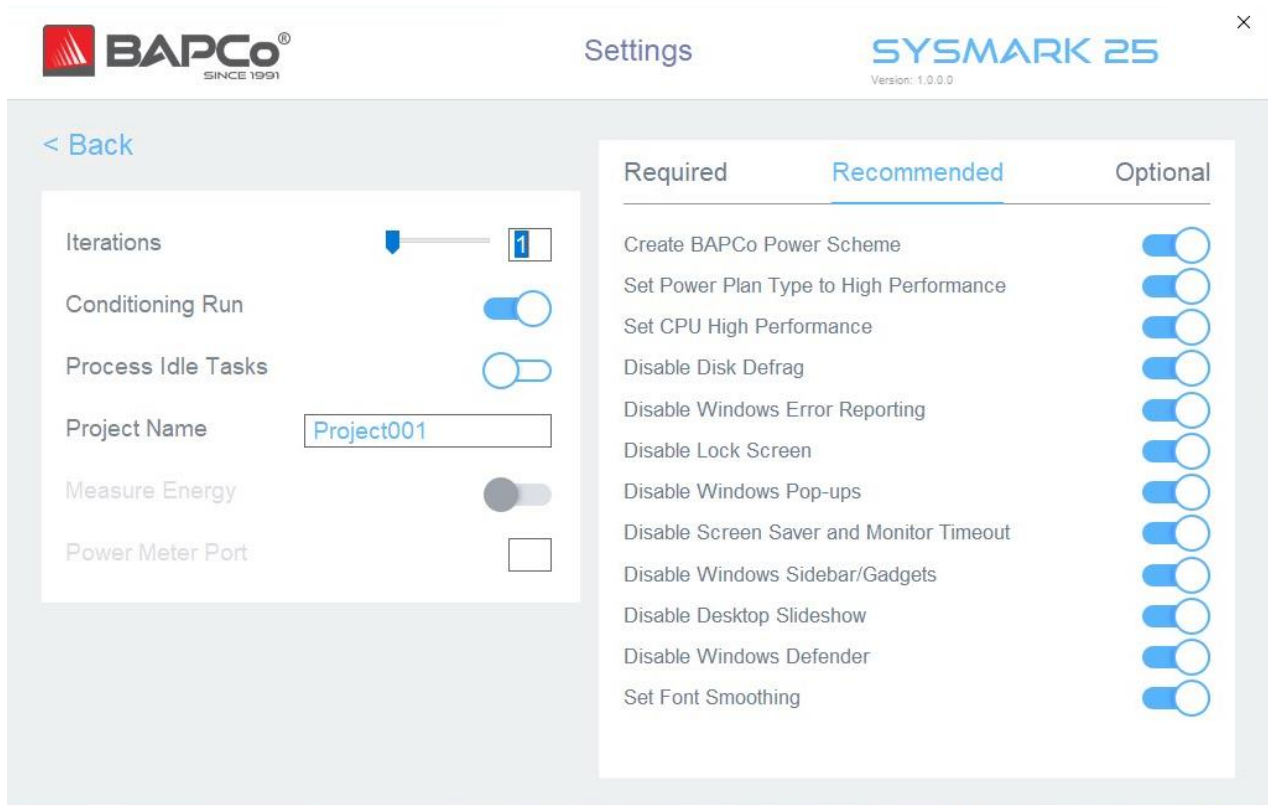 BAPCo®
SINCE 1991
Settings
SYSMARK 25
Version: 1.0.0.0
< Back
Iterations 1
Conditioning Run
Process Idle Tasks
Project Name Project001
Measure Energy
Power Meter Port
Required Recommended Optional
Create BAPCo Power Scheme
Set Power Plan Type to High Performance
Set CPU High Performance
Disable Disk Defrag
Disable Windows Error Reporting
Disable Lock Screen
Disable Windows Pop-ups
Disable Screen Saver and Monitor Timeout
Disable Windows Sidebar/Gadgets
Disable Desktop Slideshow
Disable Windows Defender
Set Font Smoothing